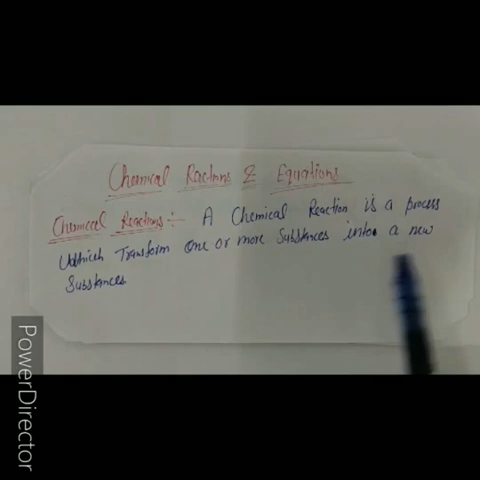 Chemical Reactions & Equations
Chemical Reactions :- A Chemical Reaction is a process
Which Transform One or more Substances into a new
Substances
PowerDirector